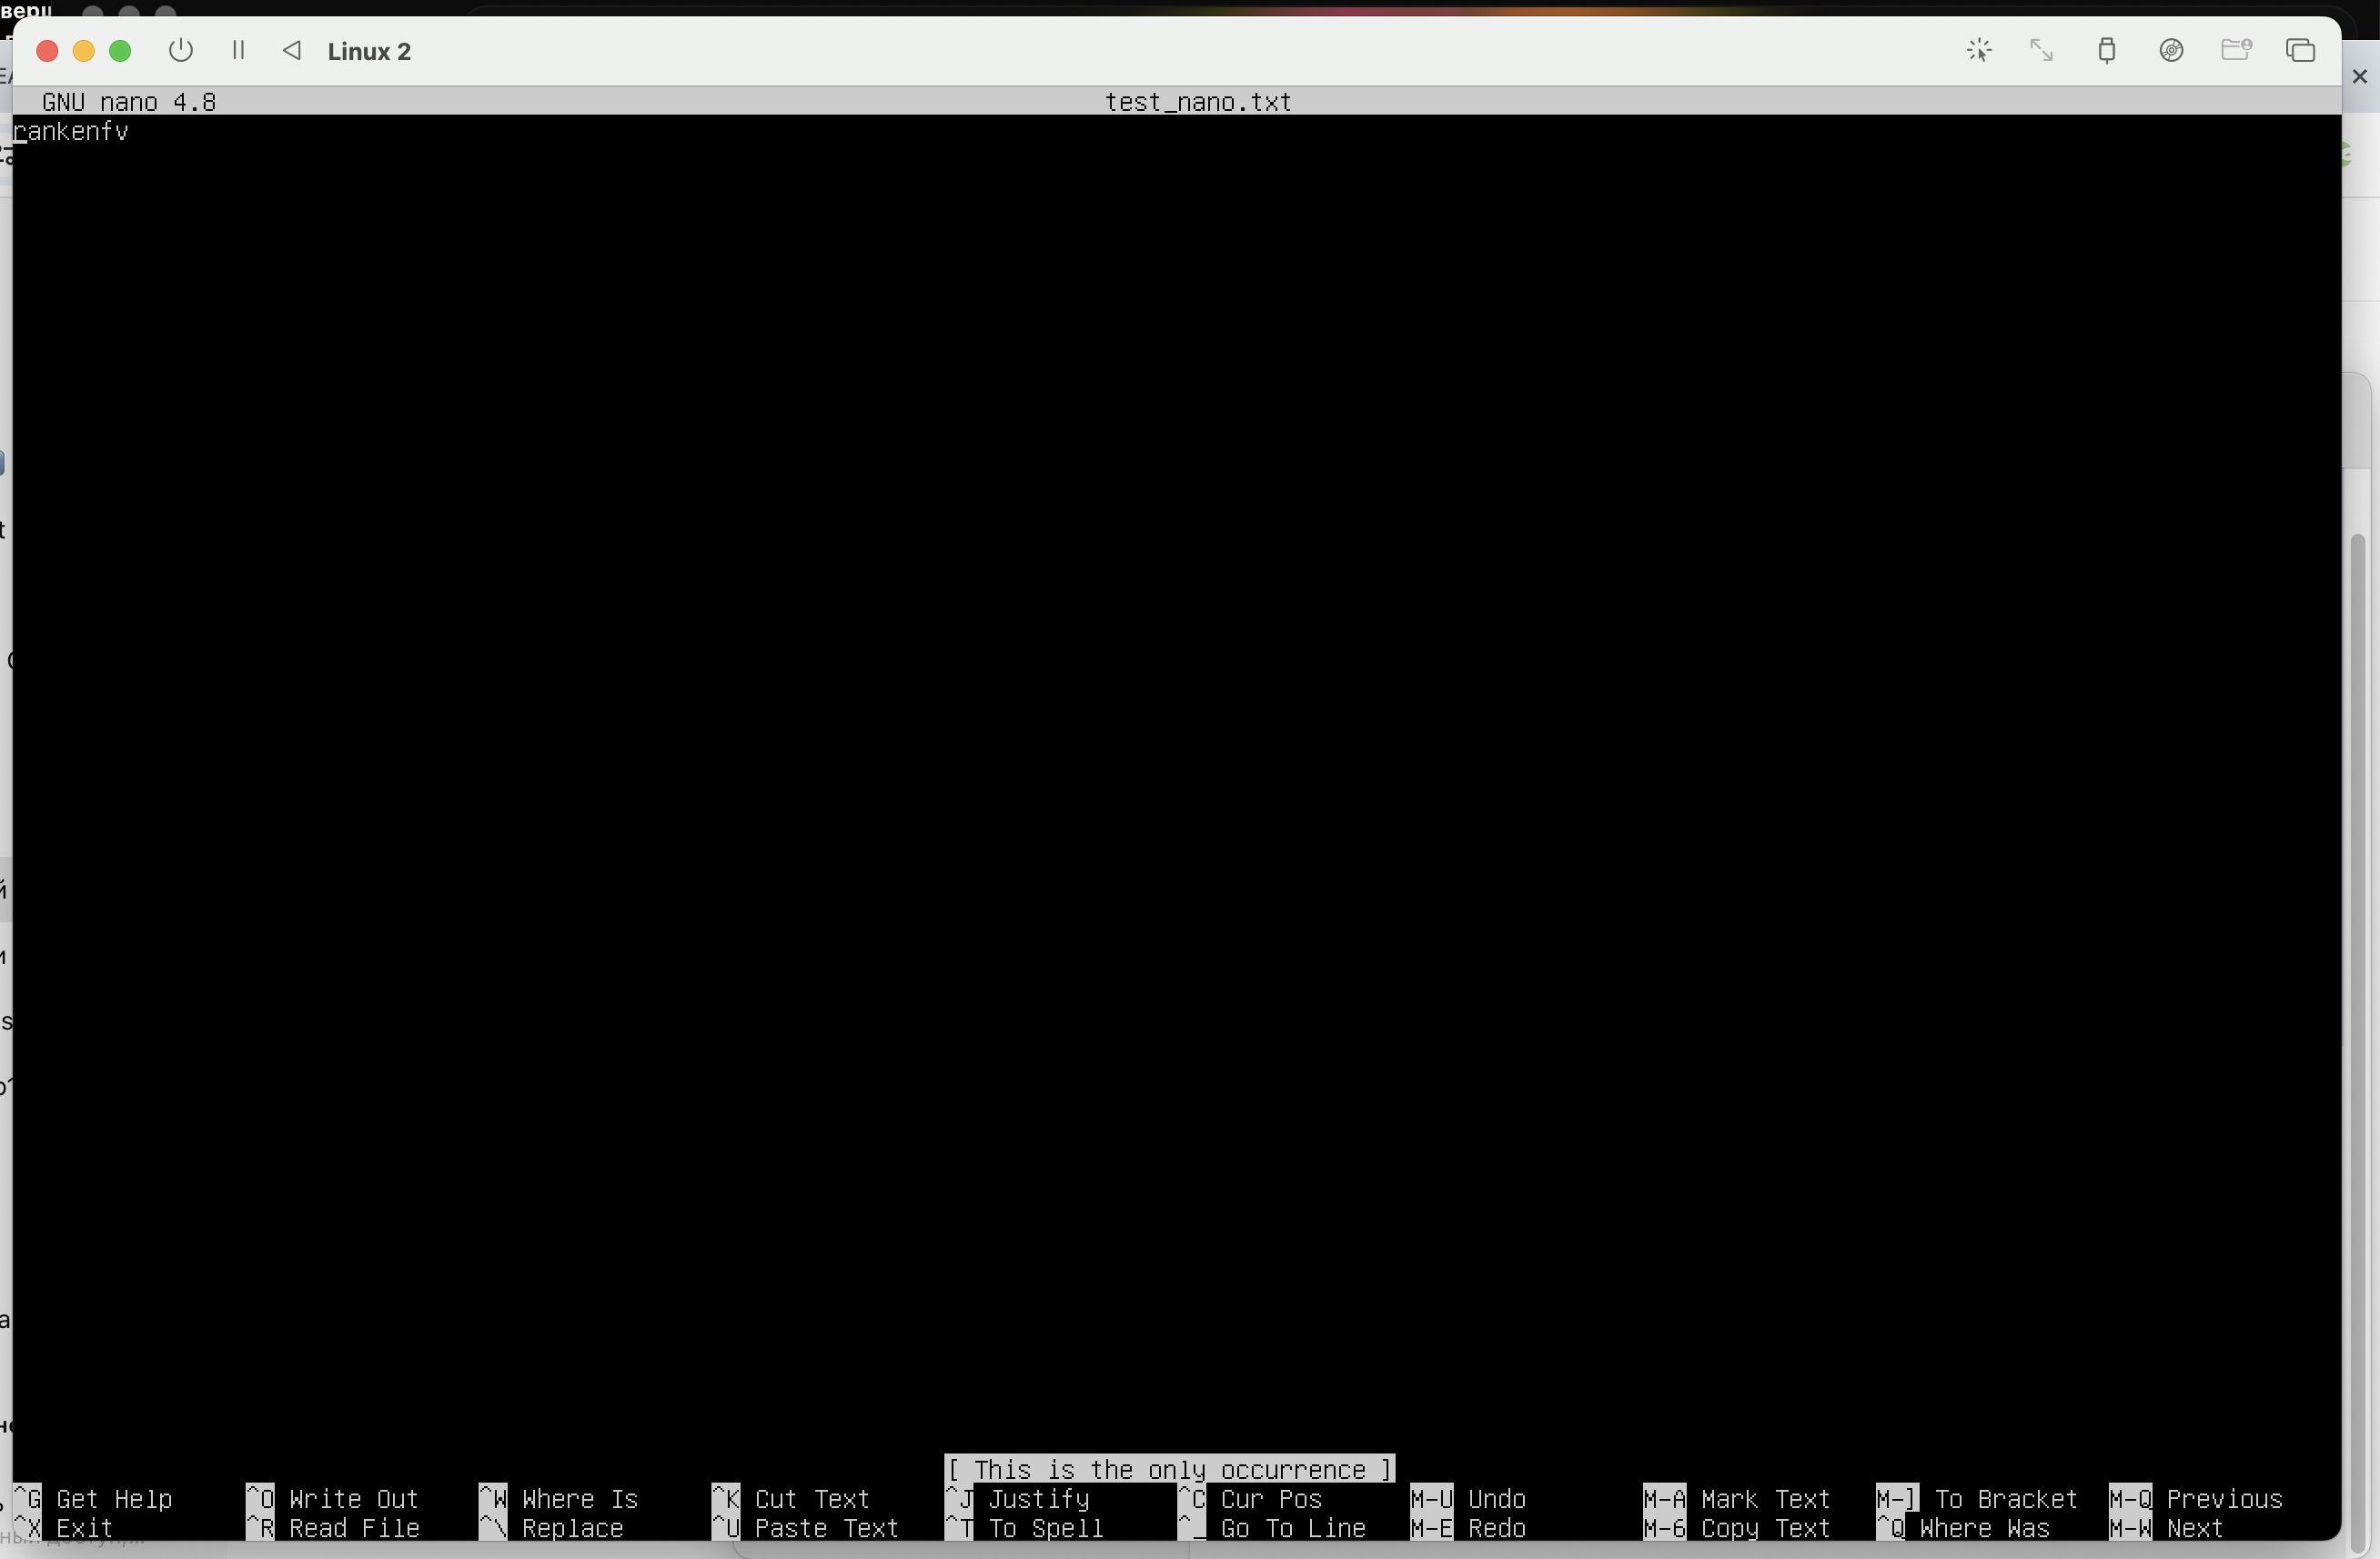 Linux 2
GNU nano 4.8 test_nano.txt
rankenfv
[ This is the only occurrence ]
^G Get Help ^O Write Out ^W Where Is ^K Cut Text ^J Justify ^C Cur Pos M-U Undo M-A Mark Text M-] To Bracket M-Q Previous
^X Exit ^R Read File ^\ Replace ^U Paste Text ^T To Spell ^_ Go To Line M-E Redo M-6 Copy Text ^Q Where Was M-W Next